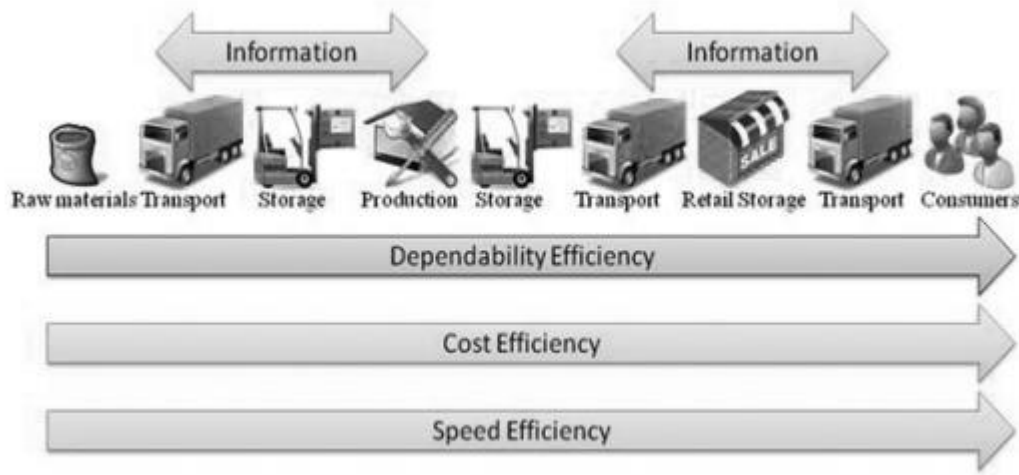 Information Information
SALE
Raw materials Transport Storage Production Storage Transport Retail Storage Transport Consumers
Dependability Efficiency
Cost Efficiency
Speed Efficiency